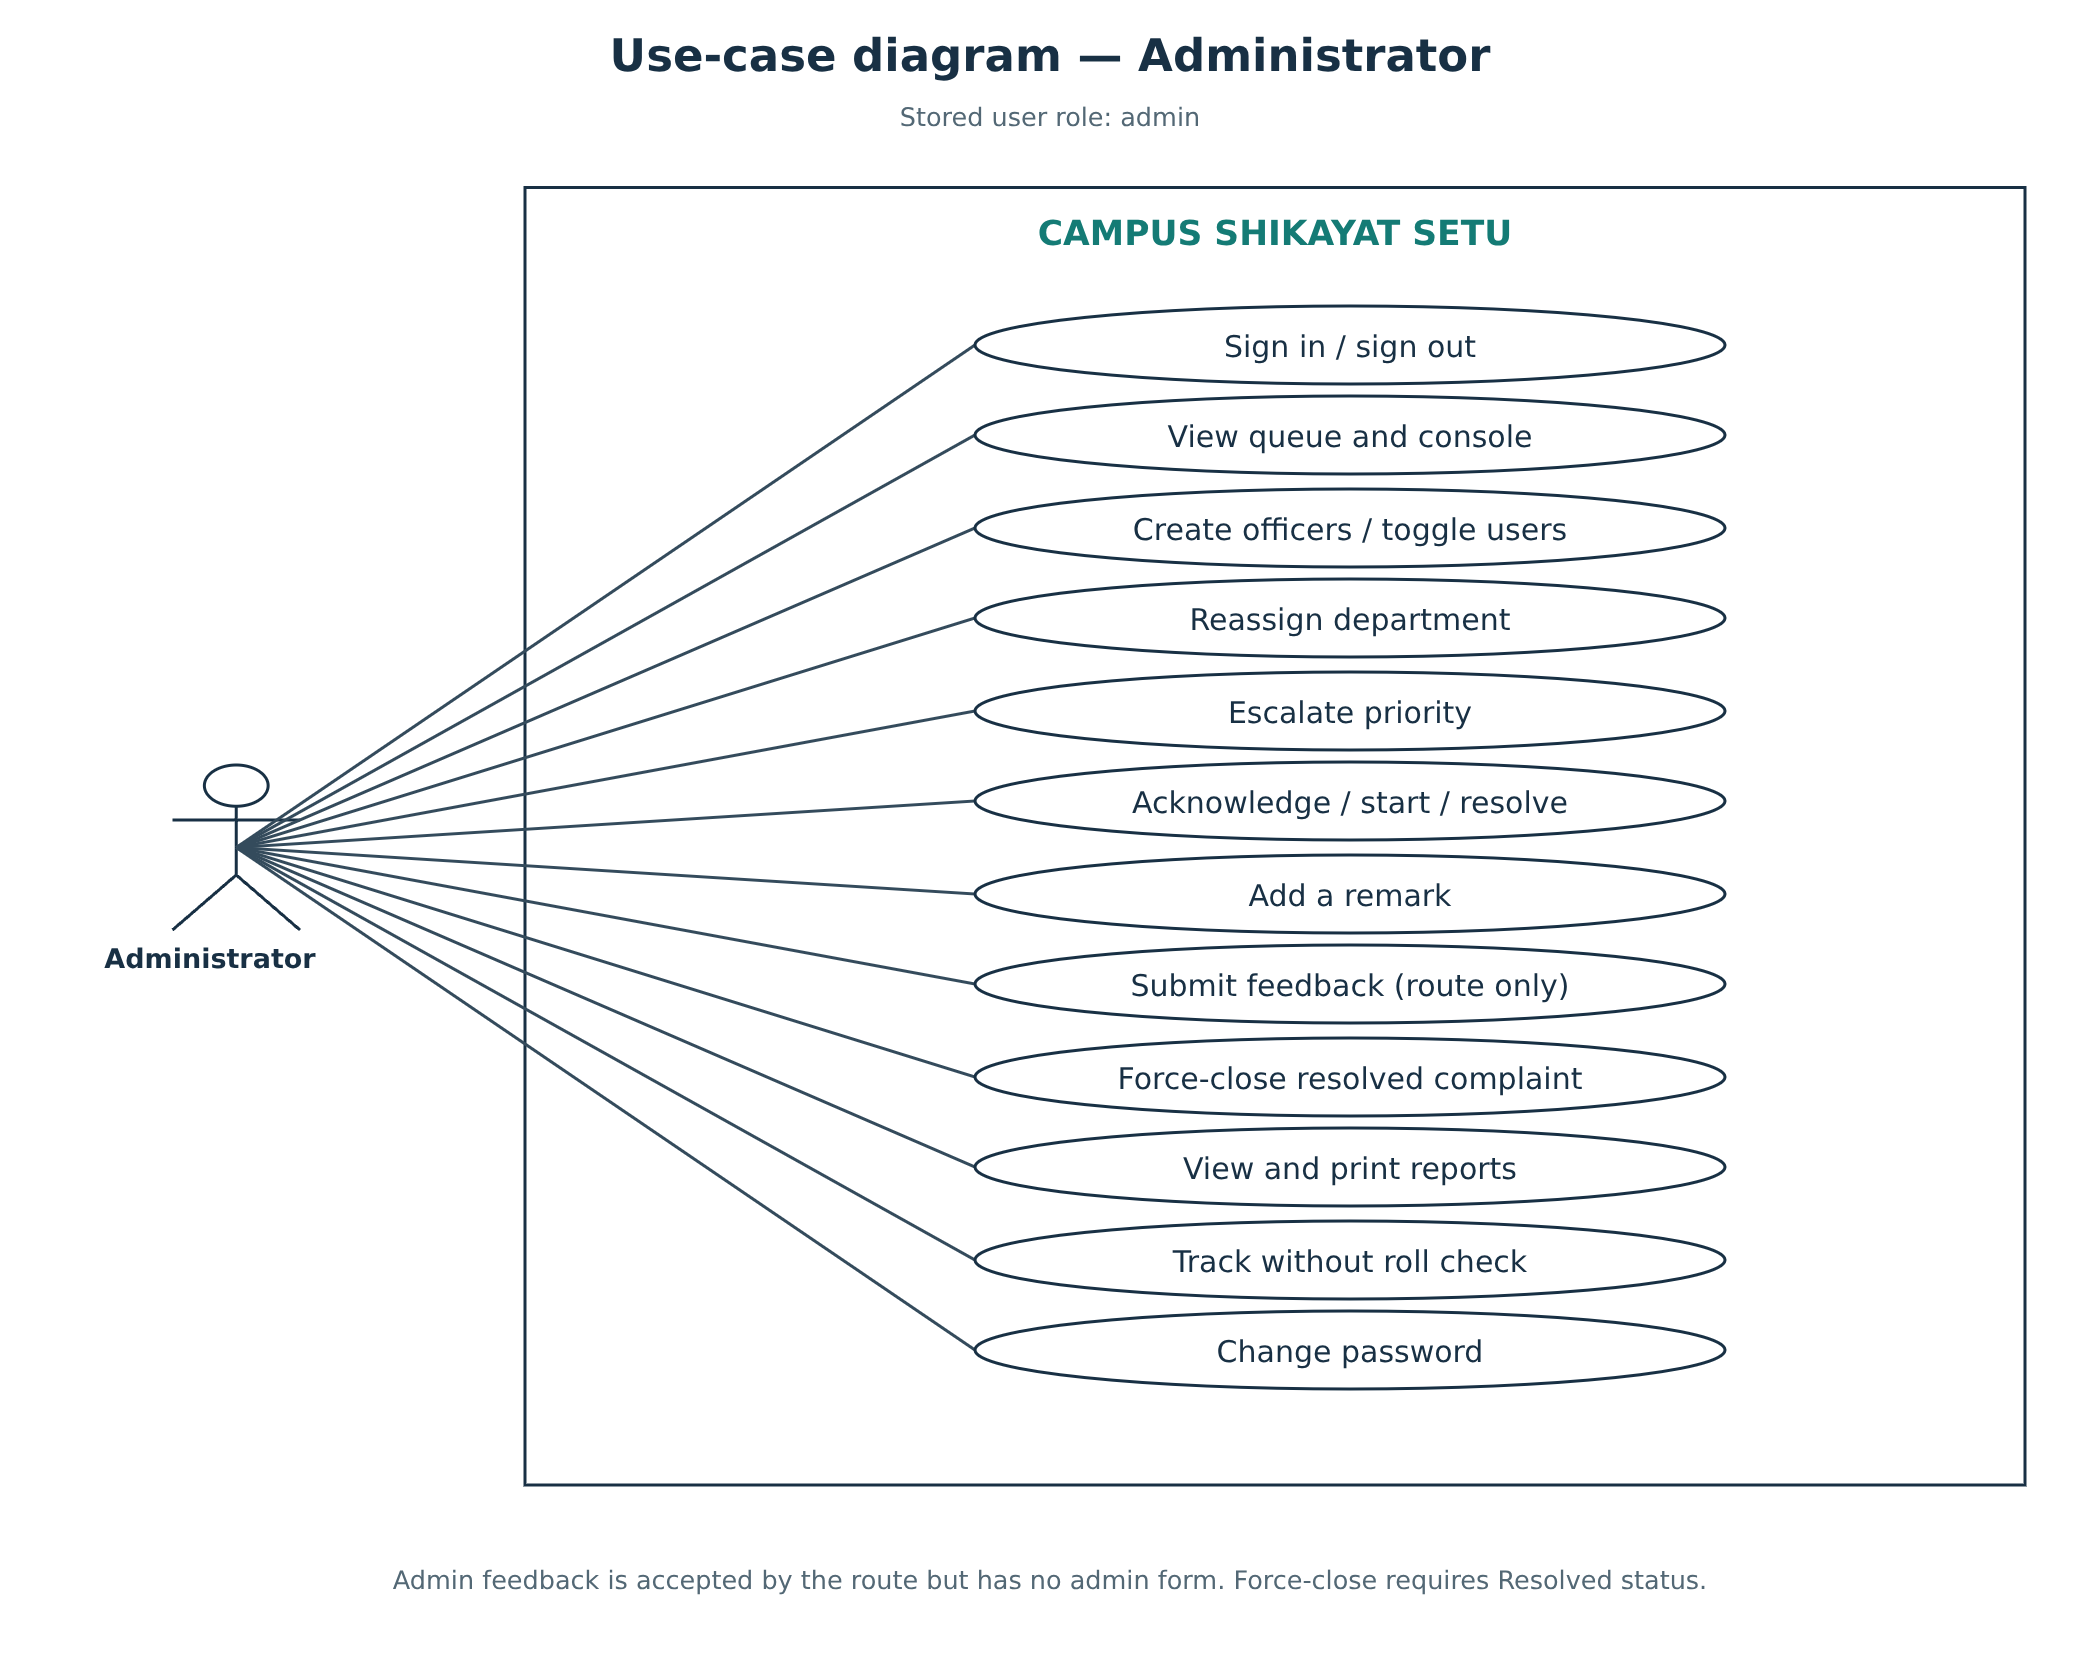 Use-case diagram — Administrator
Stored user role: admin
CAMPUS SHIKAYAT SETU
Sign in / sign out
View queue and console
Create officers / toggle users
Reassign department
Escalate priority
Acknowledge / start / resolve
Add a remark
Administrator
Submit feedback (route only)
Force-close resolved complaint
View and print reports
Track without roll check
Change password
Admin feedback is accepted by the route but has no admin form. Force-close requires Resolved status.